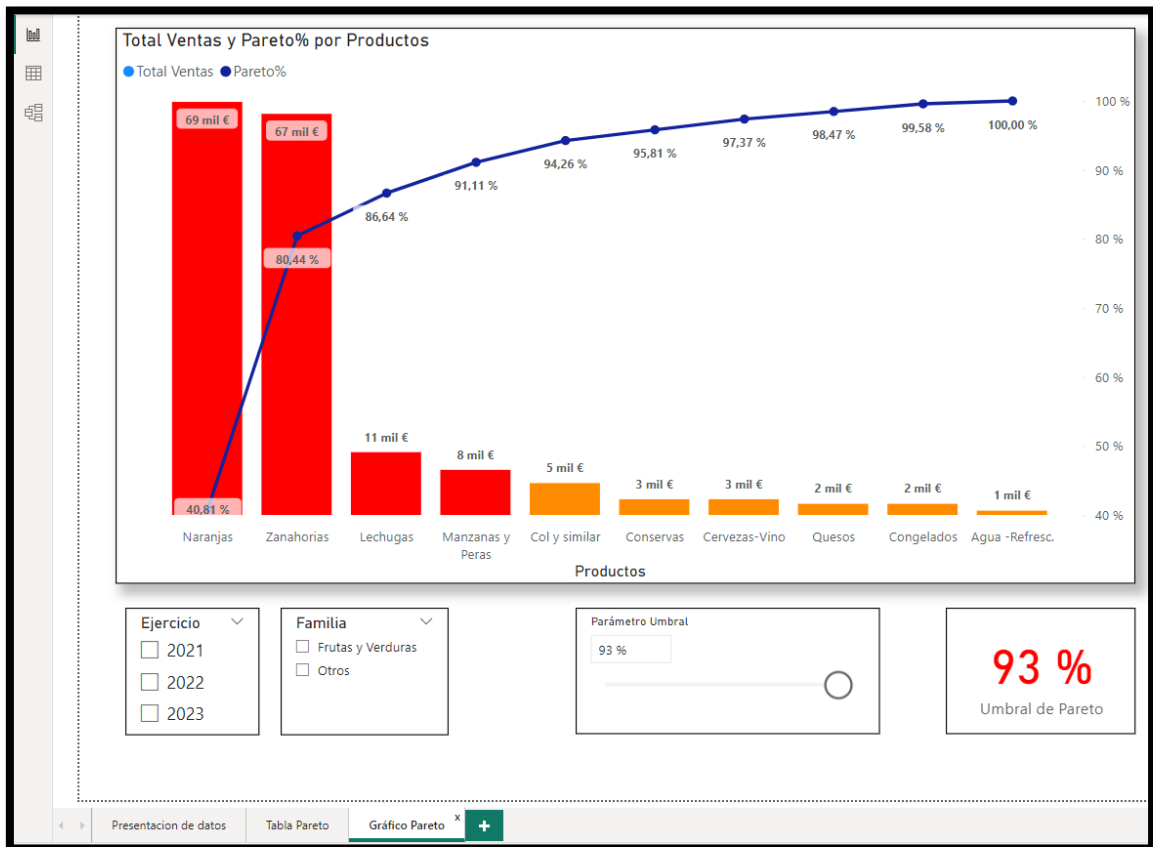 Total Ventas y Pareto% por Productos
Total Ventas Pareto%
69 mil €
67 mil €
11 mil €
8 mil €
5 mil €
3 mil €
3 mil €
2 mil €
2 mil €
1 mil €
40,81 %
80,44 %
86,64 %
91,11 %
94,26 %
95,81 %
97,37 %
98,47 %
99,58 %
100,00 %
100 %
90 %
80 %
70 %
60 %
50 %
40 %
Naranjas
Zanahorias
Lechugas
Manzanas y
Peras
Col y similar
Conservas
Cervezas-Vino
Quesos
Congelados
Agua -Refresc.
Productos
Ejercicio
2021
2022
2023
Familia
Frutas y Verduras
Otros
Parámetro Umbral
93 %
93 %
Umbral de Pareto
Presentacion de datos
Tabla Pareto
Gráfico Pareto
x
+